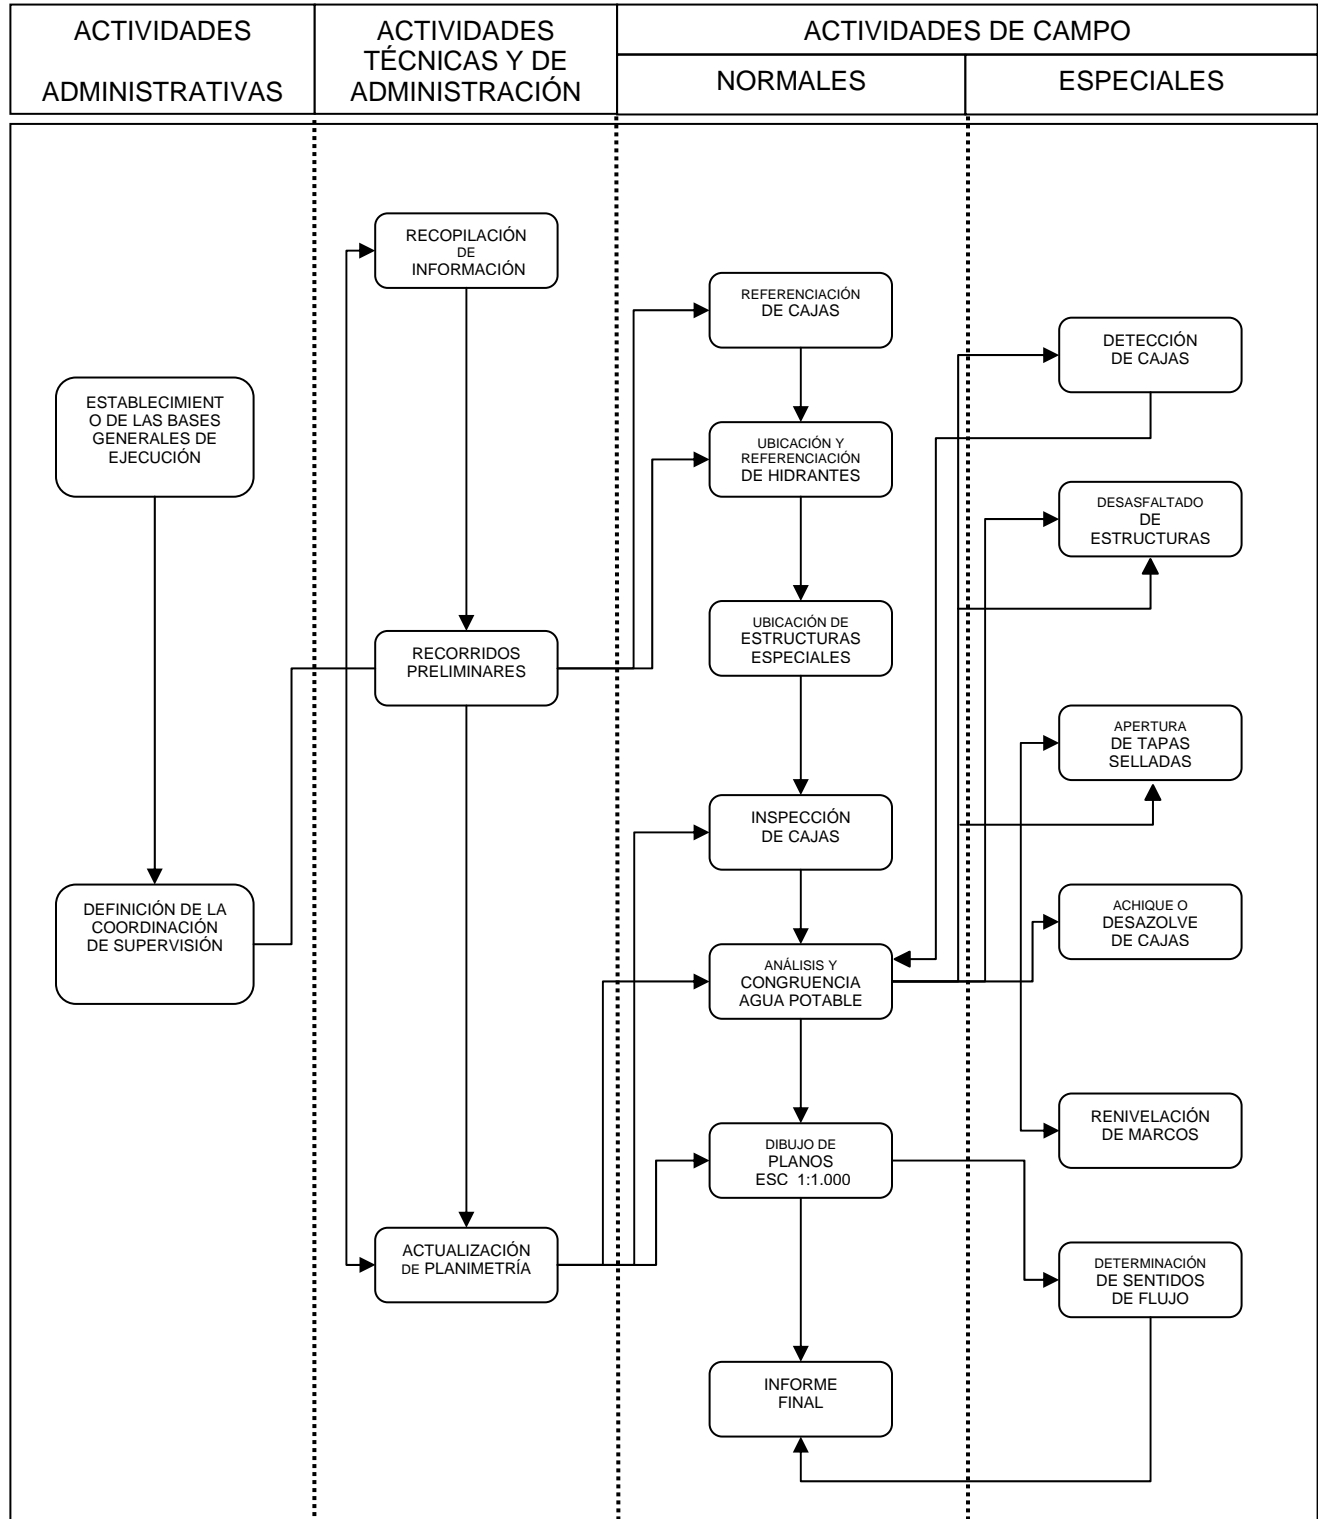 ACTIVIDADES
ADMINISTRATIVAS
ACTIVIDADES
TÉCNICAS Y DE
ADMINISTRACIÓN
ACTIVIDADES DE CAMPO
NORMALES
ESPECIALES
ESTABLECIMIENT
O DE LAS BASES
GENERALES DE
EJECUCIÓN
DEFINICIÓN DE LA
COORDINACIÓN
DE SUPERVISIÓN
RECOPILACIÓN
DE
INFORMACIÓN
RECORRIDOS
PRELIMINARES
ACTUALIZACIÓN
DE PLANIMETRÍA
REFERENCIACIÓN
DE CAJAS
UBICACIÓN Y
REFERENCIACIÓN
DE HIDRANTES
UBICACIÓN DE
ESTRUCTURAS
ESPECIALES
INSPECCIÓN
DE CAJAS
ANÁLISIS Y
CONGRUENCIA
AGUA POTABLE
DIBUJO DE
PLANOS
ESC 1:1.000
INFORME
FINAL
DETECCIÓN
DE CAJAS
DESASFALTADO
DE
ESTRUCTURAS
APERTURA
DE TAPAS
SELLADAS
ACHIQUE O
DESAZOLVE
DE CAJAS
RENIVELACIÓN
DE MARCOS
DETERMINACIÓN
DE SENTIDOS
DE FLUJO